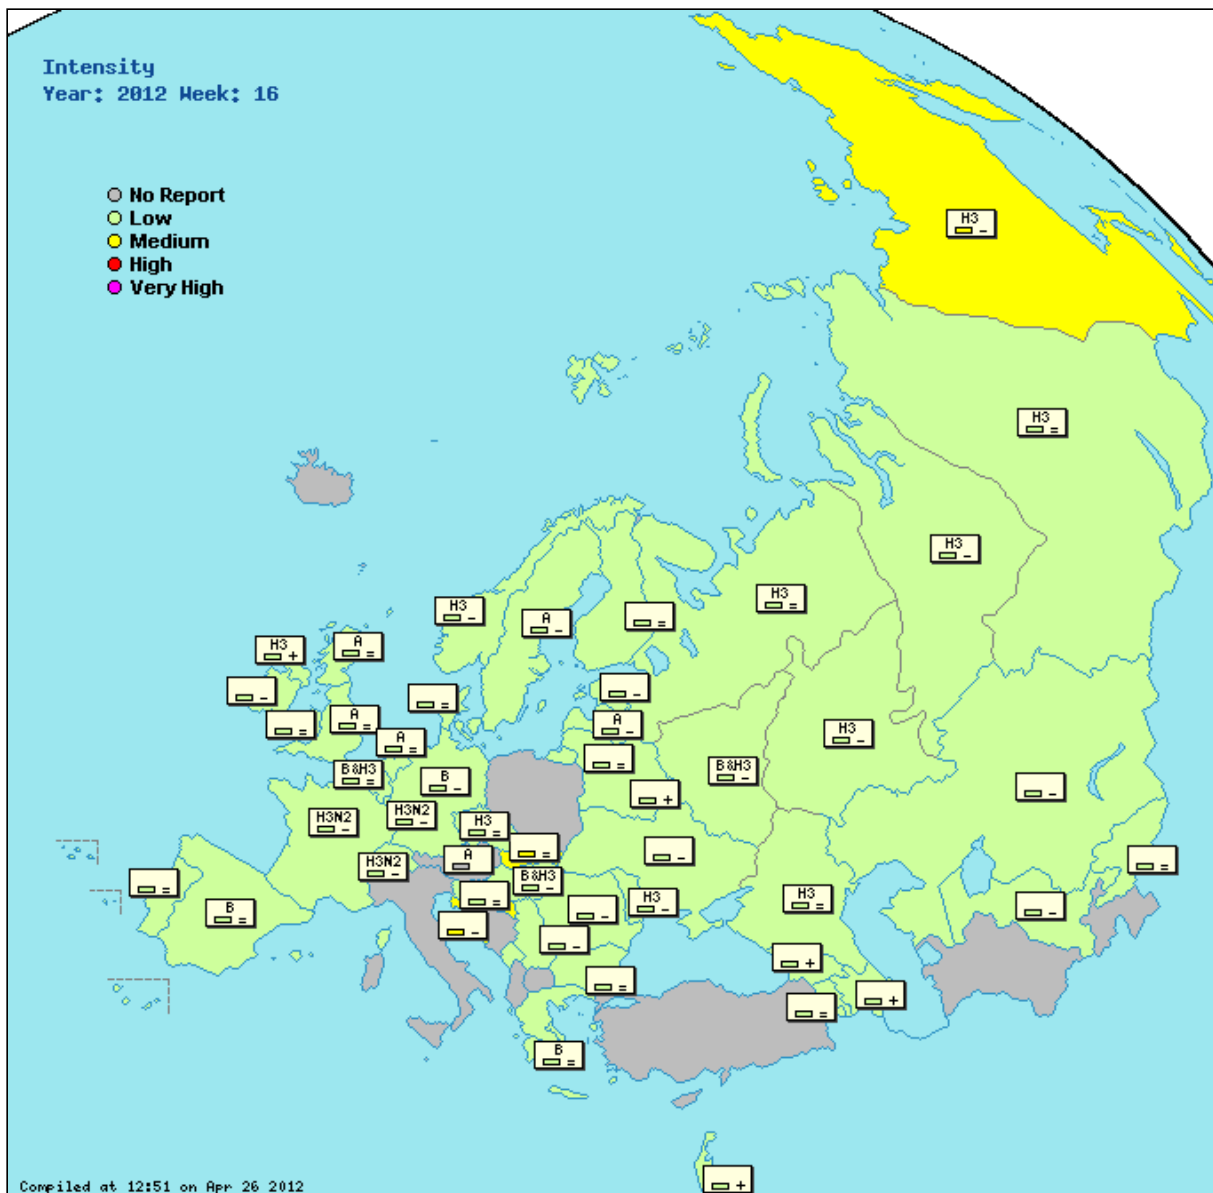 Intensity
Year: 2012 Week: 16
No Report
Low
Medium
High
Very High
H3
-
H3
=
H3
-
H3
=
H3
-
A
-
=
H3
+
A
=
-
=
-
=
A
=
A
-
A
=
H3
-
=
B&H3
=
B
-
B&H3
-
-
+
H3N2
-
H3N2
-
H3
=
=
-
A
=
H3N2
-
B&H3
-
=
=
H3
-
H3
=
-
B
=
-
-
-
+
=
+
=
B
=
+
Compiled at 12:51 on Apr 26 2012